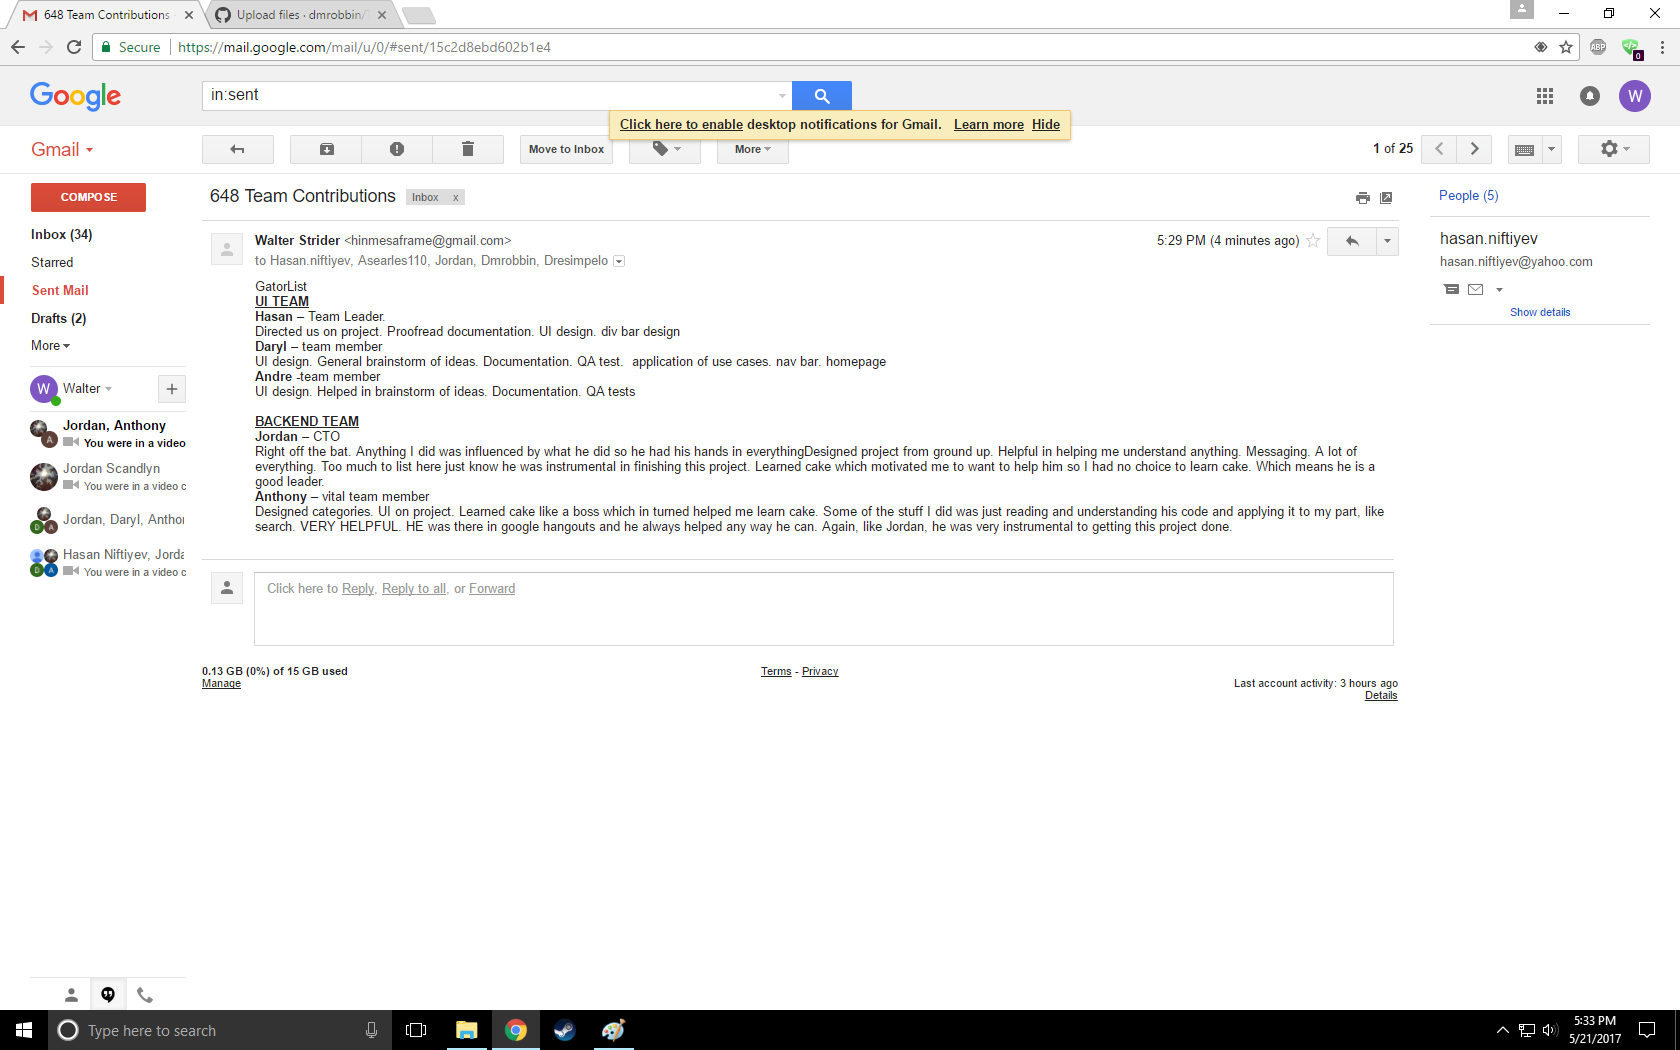 648 Team Contributions
Upload files · dmrobbin/
Secure https://mail.google.com/mail/u/0/#sent/15c2d8ebd602b1e4
ABP
0
Google
in:sent
W
Click here to enable desktop notifications for Gmail. Learn more Hide
Gmail
Move to Inbox
More
1 of 25
COMPOSE
Inbox (34)
Starred
Sent Mail
Drafts (2)
More
W Walter
A
Jordan, Anthony
You were in a video
Jordan Scandlyn
You were in a video c
D A
Jordan, Daryl, Anthor
D A
Hasan Niftiyev, Jorda
You were in a video c
648 Team Contributions Inbox x
Walter Strider <hinmesaframe@gmail.com>
5:29 PM (4 minutes ago)
to Hasan.niftiyev, Asearles110, Jordan, Dmrobbin, Dresimpelo
GatorList
UI TEAM
Hasan – Team Leader.
Directed us on project. Proofread documentation. UI design. div bar design
Daryl – team member
UI design. General brainstorm of ideas. Documentation. QA test.  application of use cases. nav bar. homepage
Andre -team member
UI design. Helped in brainstorm of ideas. Documentation. QA tests
BACKEND TEAM
Jordan – CTO
Right off the bat. Anything I did was influenced by what he did so he had his hands in everythingDesigned project from ground up. Helpful in helping me understand anything. Messaging. A lot of
everything. Too much to list here just know he was instrumental in finishing this project. Learned cake which motivated me to want to help him so I had no choice to learn cake. Which means he is a
good leader.
Anthony – vital team member
Designed categories. UI on project. Learned cake like a boss which in turned helped me learn cake. Some of the stuff I did was just reading and understanding his code and applying it to my part, like
search. VERY HELPFUL. HE was there in google hangouts and he always helped any way he can. Again, like Jordan, he was very instrumental to getting this project done.
Click here to Reply, Reply to all, or Forward
0.13 GB (0%) of 15 GB used
Manage
Terms - Privacy
Last account activity: 3 hours ago
Details
People (5)
hasan.niftiyev
hasan.niftiyev@yahoo.com
Show details
Type here to search
5:33 PM
5/21/2017